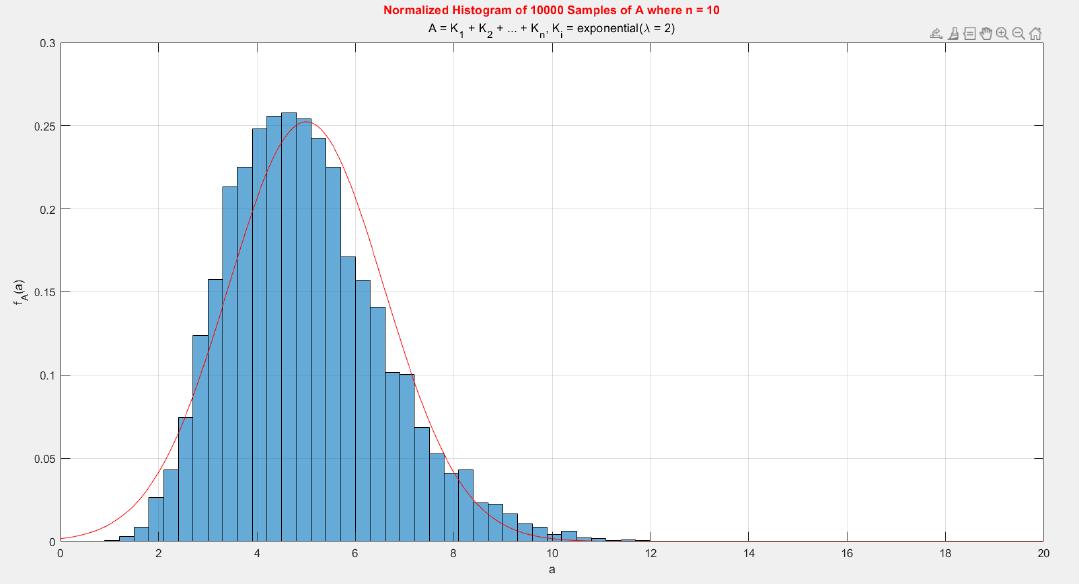 Normalized Histogram of 10000 Samples of A where n = 10
A = K₁ + K₂ + ... + Kₙ, Kᵢ = exponential(λ = 2)
0.3
0.25
0.2
0.15
0.1
0.05
0
f_A(a)
0 2 4 6 8 10 12 14 16 18 20
a